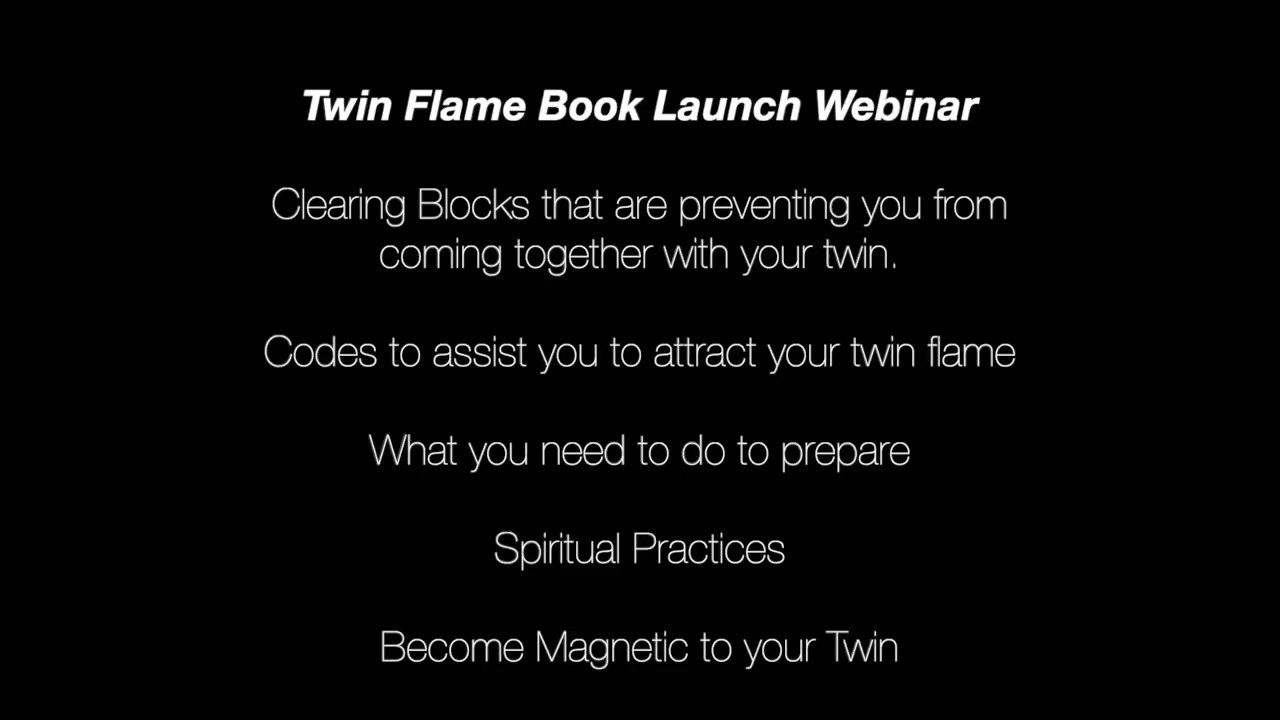 Twin Flame Book Launch Webinar
Clearing Blocks that are preventing you from
coming together with your twin.
Codes to assist you to attract your twin flame
What you need to do to prepare
Spiritual Practices
Become Magnetic to your Twin